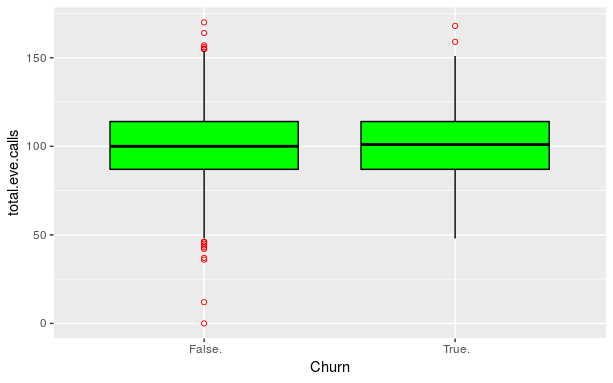 total.eve.calls
150
100
50
0
False.
True.
Churn